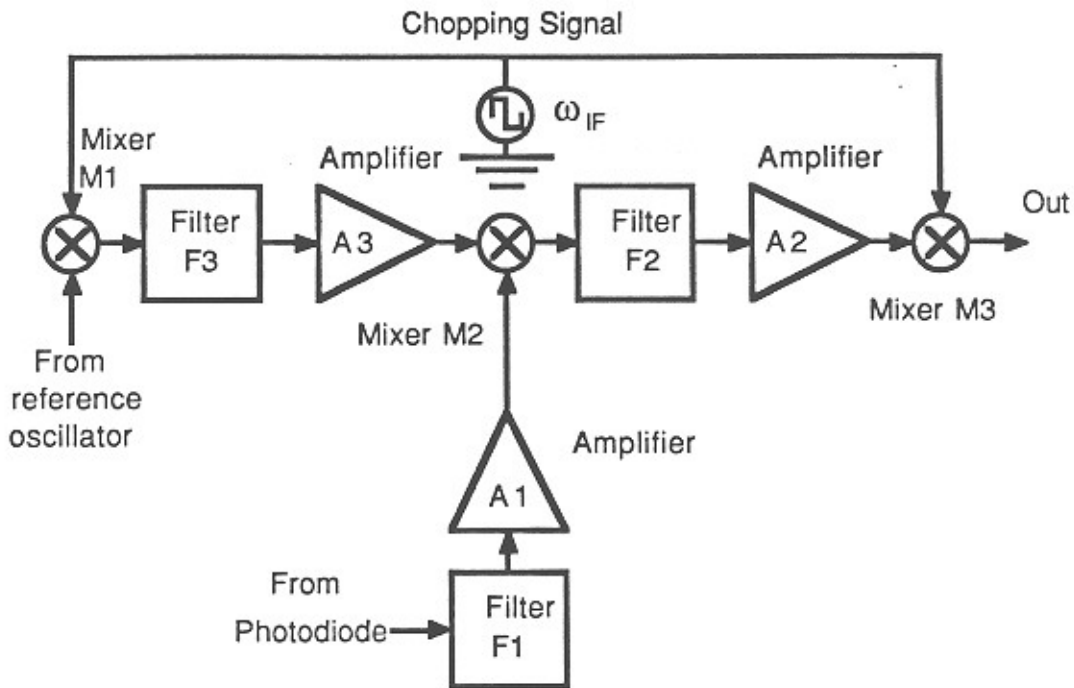 Chopping Signal
ω IF
Mixer
M1
Amplifier
Amplifier
Filter
F3
A3
Filter
F2
A2
Out
Mixer M2
Mixer M3
From
reference
oscillator
Amplifier
A1
From
Photodiode
Filter
F1